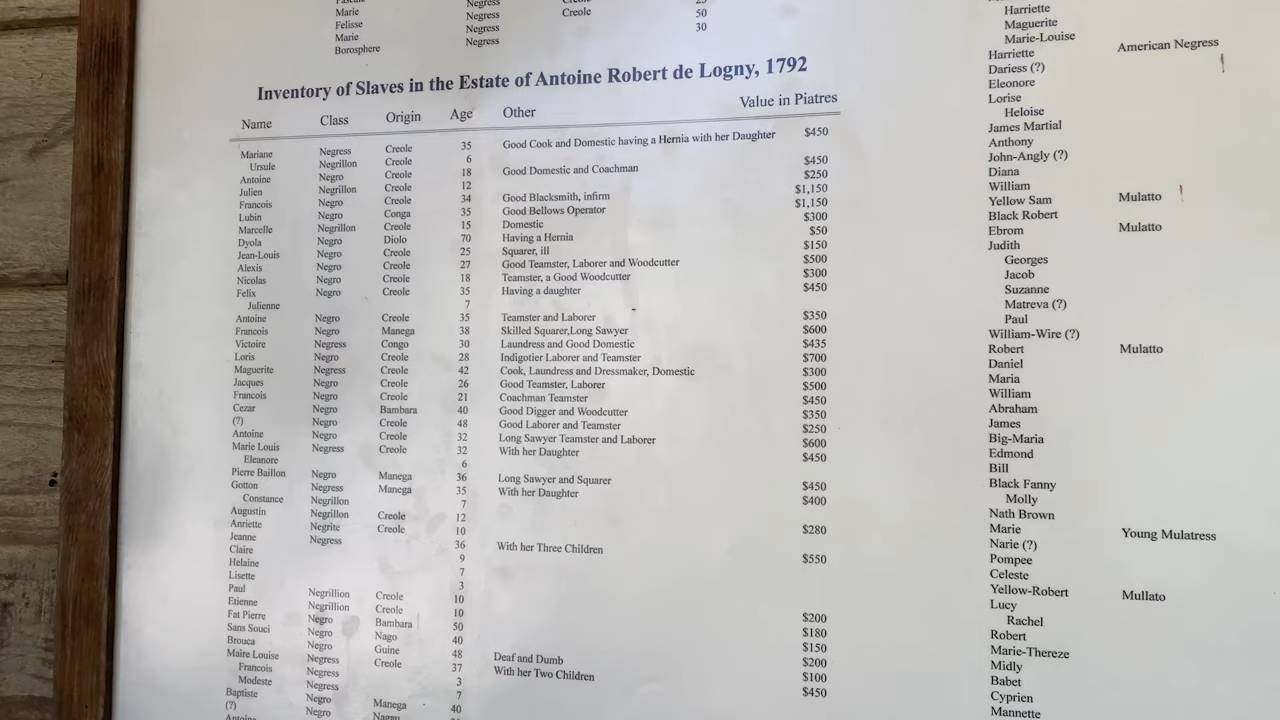 Negress
Marie Negress Creole 50
Felisse Negress 30
Marie Negress
Borosphere
Inventory of Slaves in the Estate of Antoine Robert de Logny, 1792
Name Class Origin Age Other Value in Piatres
Mariane Negress Creole 35 Good Cook and Domestic having a Hernia with her Daughter $450
Ursule Negrillon Creole 6
Antoine Negro Creole 18 Good Domestic and Coachman $450
Julien Negrillon Creole 12 $250
Francois Negro Creole 34 Good Blacksmith, infirm $1,150
Lubin Negro Conga 35 Good Bellows Operator $1,150
Marcelle Negrillon Creole 15 Domestic $300
Dyola Negro Diolo 70 Having a Hernia $50
Jean-Louis Negro Creole 25 Squarer, ill $150
Alexis Negro Creole 27 Good Teamster, Laborer and Woodcutter $500
Nicolas Negro Creole 18 Teamster, a Good Woodcutter $300
Felix Negro Creole 35 Having a daughter $450
Julienne 7
Antoine Negro Creole 35 Teamster and Laborer $350
Francois Negro Manega 38 Skilled Squarer,Long Sawyer $600
Victoire Negress Congo 30 Laundress and Good Domestic $435
Loris Negro Creole 28 Indigotier Laborer and Teamster $700
Maguerite Negress Creole 42 Cook, Laundress and Dressmaker, Domestic $300
Jacques Negro Creole 26 Good Teamster, Laborer $500
Francois Negro Creole 21 Coachman Teamster $450
Cezar Negro Bambara 40 Good Digger and Woodcutter $350
(?) Negro Creole 48 Good Laborer and Teamster $250
Antoine Negro Creole 32 Long Sawyer Teamster and Laborer $600
Marie Louis Negress Creole 32 With her Daughter $450
Eleanore 6
Pierre Baillon Negro Manega 36 Long Sawyer and Squarer $450
Gotton Negress Manega 35 With her Daughter $400
Constance Negrillon 7
Augustin Negrillon Creole 12 $280
Anriette Negrite Creole 10
Jeanne Negress 36 With her Three Children $550
Claire 9
Helaine 7
Lisette 3
Paul Negrillion Creole 10 $200
Etienne Negrillion Creole 10 $180
Fat Pierre Negro Bambara 50 $150
Sans Souci Negro Nago 40 $200
Brouca Negro Guine 48 Deaf and Dumb $100
Maire Louise Negress Creole 37 With her Two Children $450
Francois Negress 3
Modeste Negress 7
Baptiste Negro Manega 40
(?) Negro Nagau
Antoine
Harriette
Maguerite
Marie-Louise
Harriette American Negress
Dariess (?)
Eleonore
Lorise
Heloise
James Martial
Anthony
John-Angly (?)
Diana
William
Yellow Sam Mulatto
Black Robert
Ebrom Mulatto
Judith
Georges
Jacob
Suzanne
Matreva (?)
Paul
William-Wire (?)
Robert Mulatto
Daniel
Maria
William
Abraham
James
Big-Maria
Edmond
Bill
Black Fanny
Molly
Nath Brown
Marie Young Mulatress
Narie (?)
Pompee
Celeste
Yellow-Robert Mullato
Lucy
Rachel
Robert
Marie-Thereze
Midly
Babet
Cyprien
Mannette